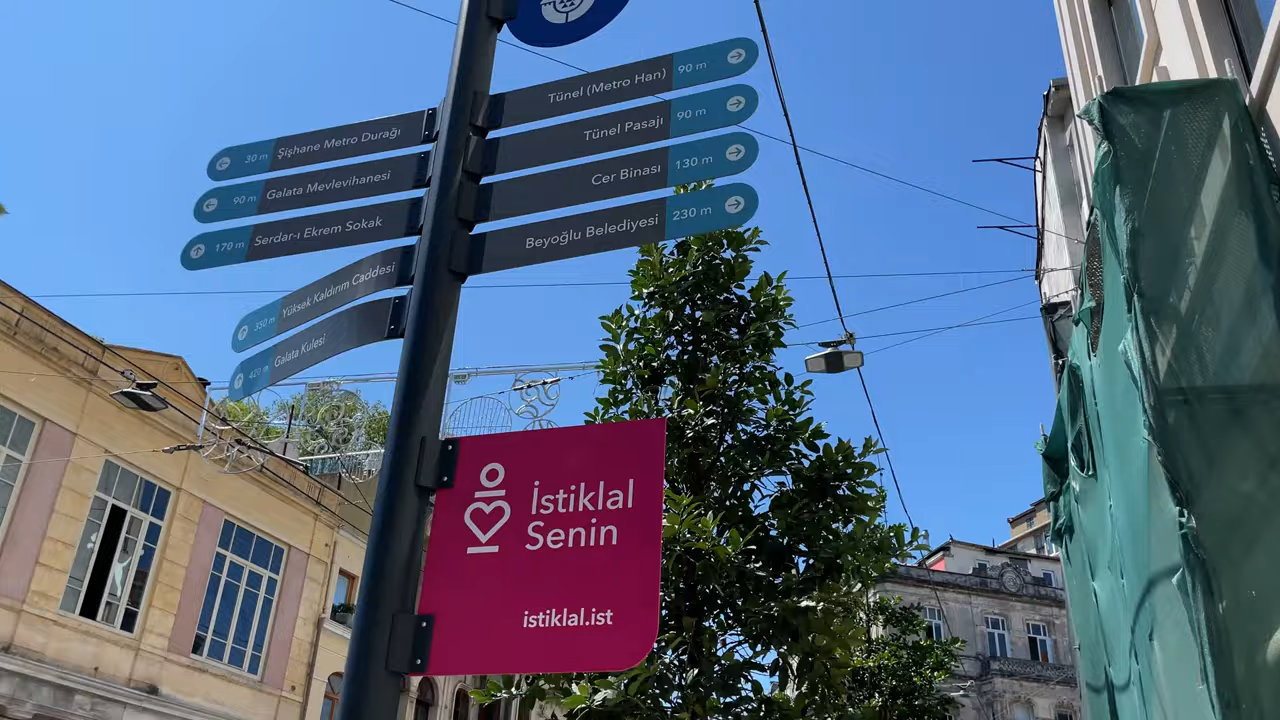 30 m Şişhane Metro Durağı
90 m Galata Mevlevihanesi
170 m Serdar-ı Ekrem Sokak
350 m Yüksek Kaldırım Caddesi
420 m Galata Kulesi
Tünel (Metro Han) 90 m
Tünel Pasajı 90 m
Cer Binası 130 m
Beyoğlu Belediyesi 230 m
İstiklal
Senin
istiklal.ist